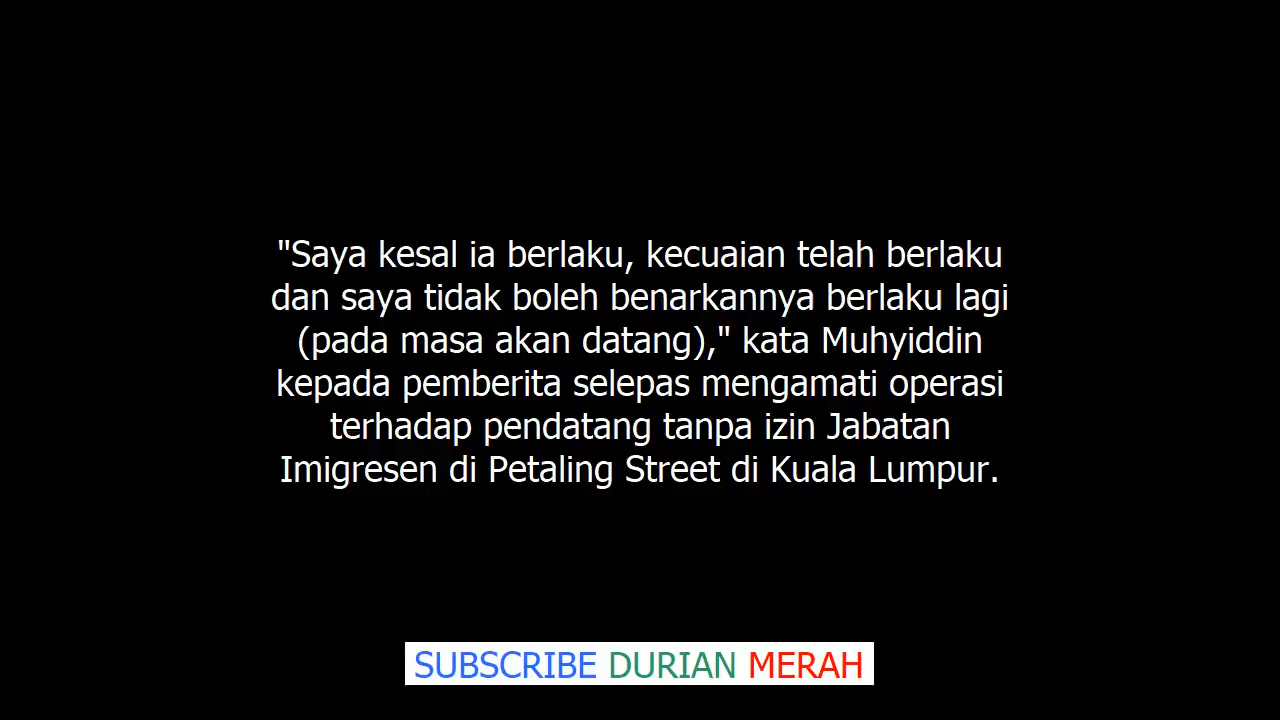 "Saya kesal ia berlaku, kecuaian telah berlaku
dan saya tidak boleh benarkannya berlaku lagi
(pada masa akan datang)," kata Muhyiddin
kepada pemberita selepas mengamati operasi
terhadap pendatang tanpa izin Jabatan
Imigresen di Petaling Street di Kuala Lumpur.
SUBSCRIBE DURIAN MERAH